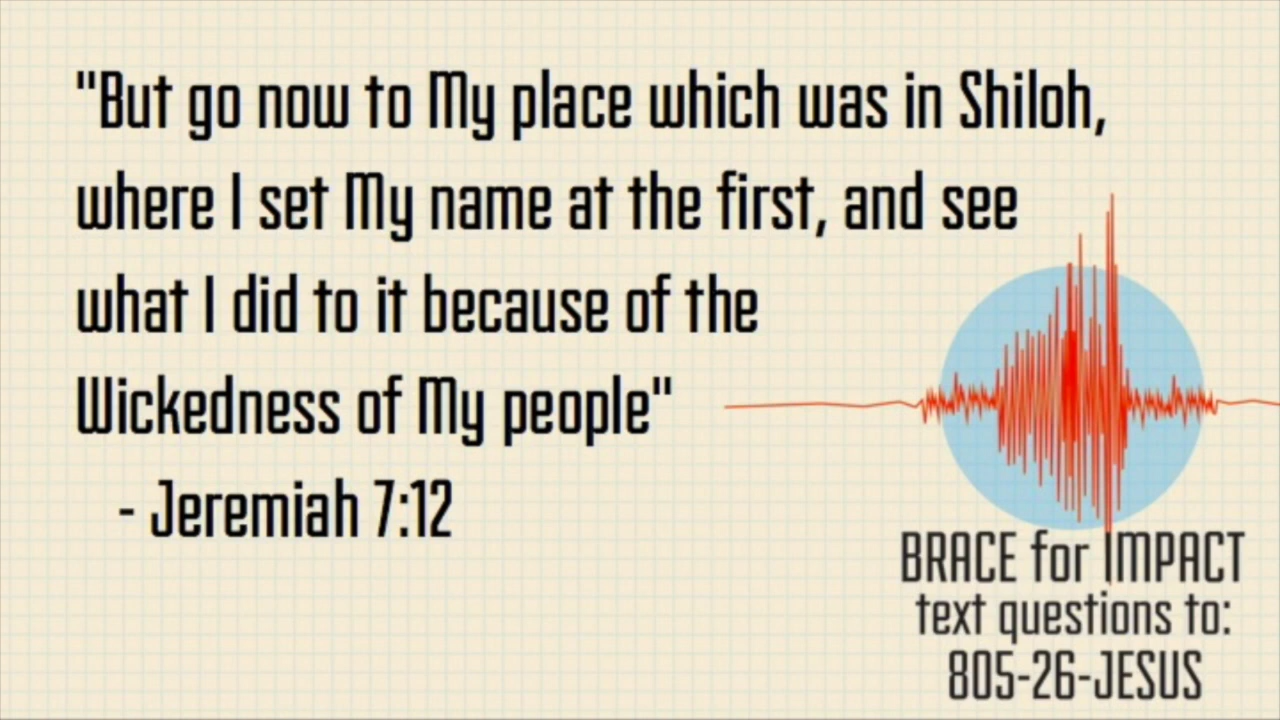 "But go now to My place which was in Shiloh,
where I set My name at the first, and see
what I did to it because of the
Wickedness of My people"
- Jeremiah 7:12
BRACE for IMPACT
text questions to:
805-26-JESUS